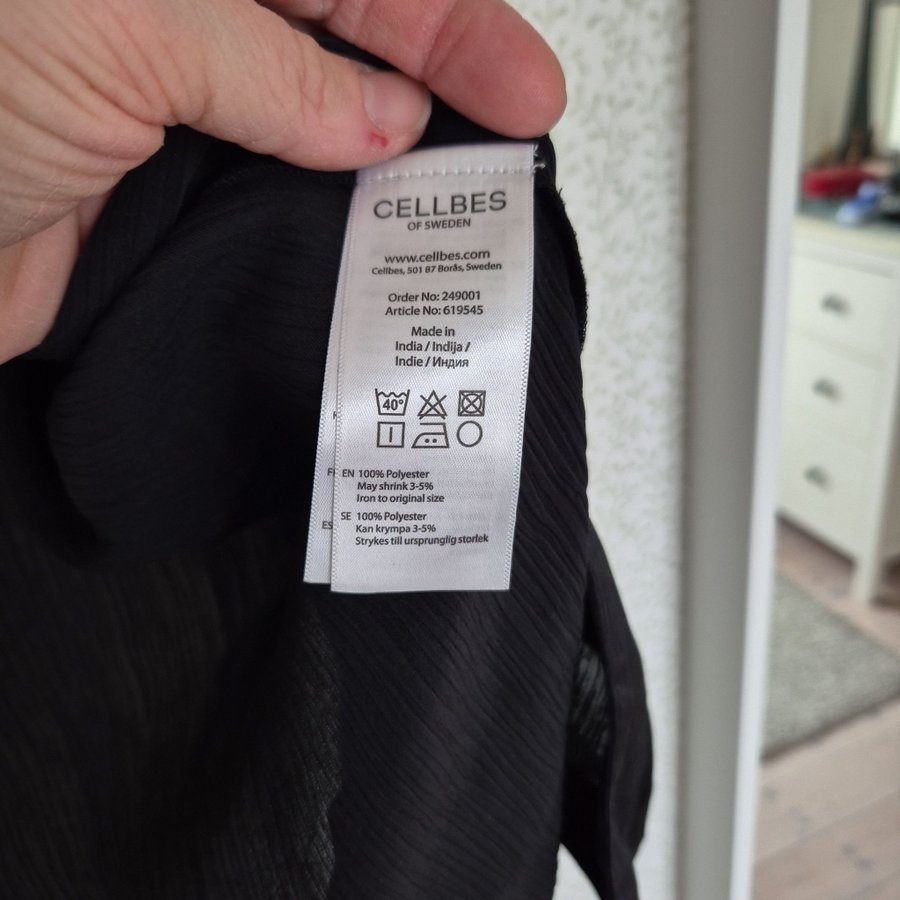 CELLBES
OF SWEDEN
www.cellbes.com
Cellbes, 501 87 Borås, Sweden
Order No: 249001
Article No: 619545
Made in
India / Indija /
Indie / Индия
40°
EN 100% Polyester
May shrink 3-5%
Iron to original size
SE 100% Polyester
Kan krympa 3-5%
Strykes till ursprunglig storlek
FI
ES